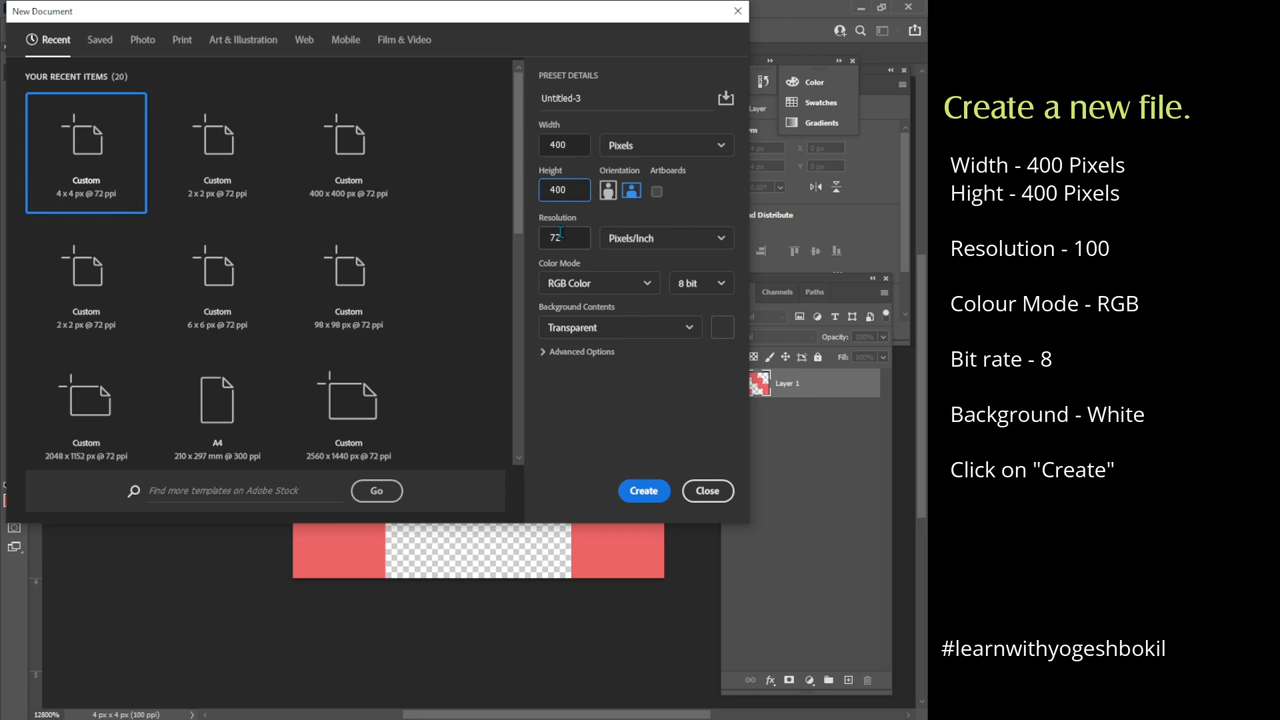 New Document
Recent
Saved
Photo
Print
Art & Illustration
Web
Mobile
Film & Video
YOUR RECENT ITEMS (20)
Custom
4 x 4 px @ 72 ppi
Custom
2 x 2 px @ 72 ppi
Custom
400 x 400 px @ 72 ppi
Custom
2 x 2 px @ 72 ppi
Custom
6 x 6 px @ 72 ppi
Custom
98 x 98 px @ 72 ppi
Custom
2048 x 1152 px @ 72 ppi
A4
210 x 297 mm @ 300 ppi
Custom
2560 x 1440 px @ 72 ppi
Find more templates on Adobe Stock
Go
PRESET DETAILS
Untitled-3
Width
400
Pixels
Height
Orientation
Artboards
400
Resolution
72
Pixels/Inch
Color Mode
RGB Color
8 bit
Background Contents
Transparent
Advanced Options
Create
Close
Color
Swatches
Gradients
Layer
Distribute
Channels
Paths
Opacity: 100%
Fill: 100%
Layer 1
4
5
12800%
4 px x 4 px (100 ppi)
Create a new file.
Width - 400 Pixels
Hight - 400 Pixels
Resolution - 100
Colour Mode - RGB
Bit rate - 8
Background - White
Click on "Create"
#learnwithyogeshbokil